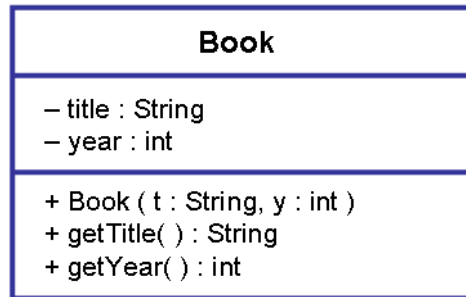 Book
– title : String
– year : int
+ Book ( t : String, y : int )
+ getTitle( ) : String
+ getYear( ) : int